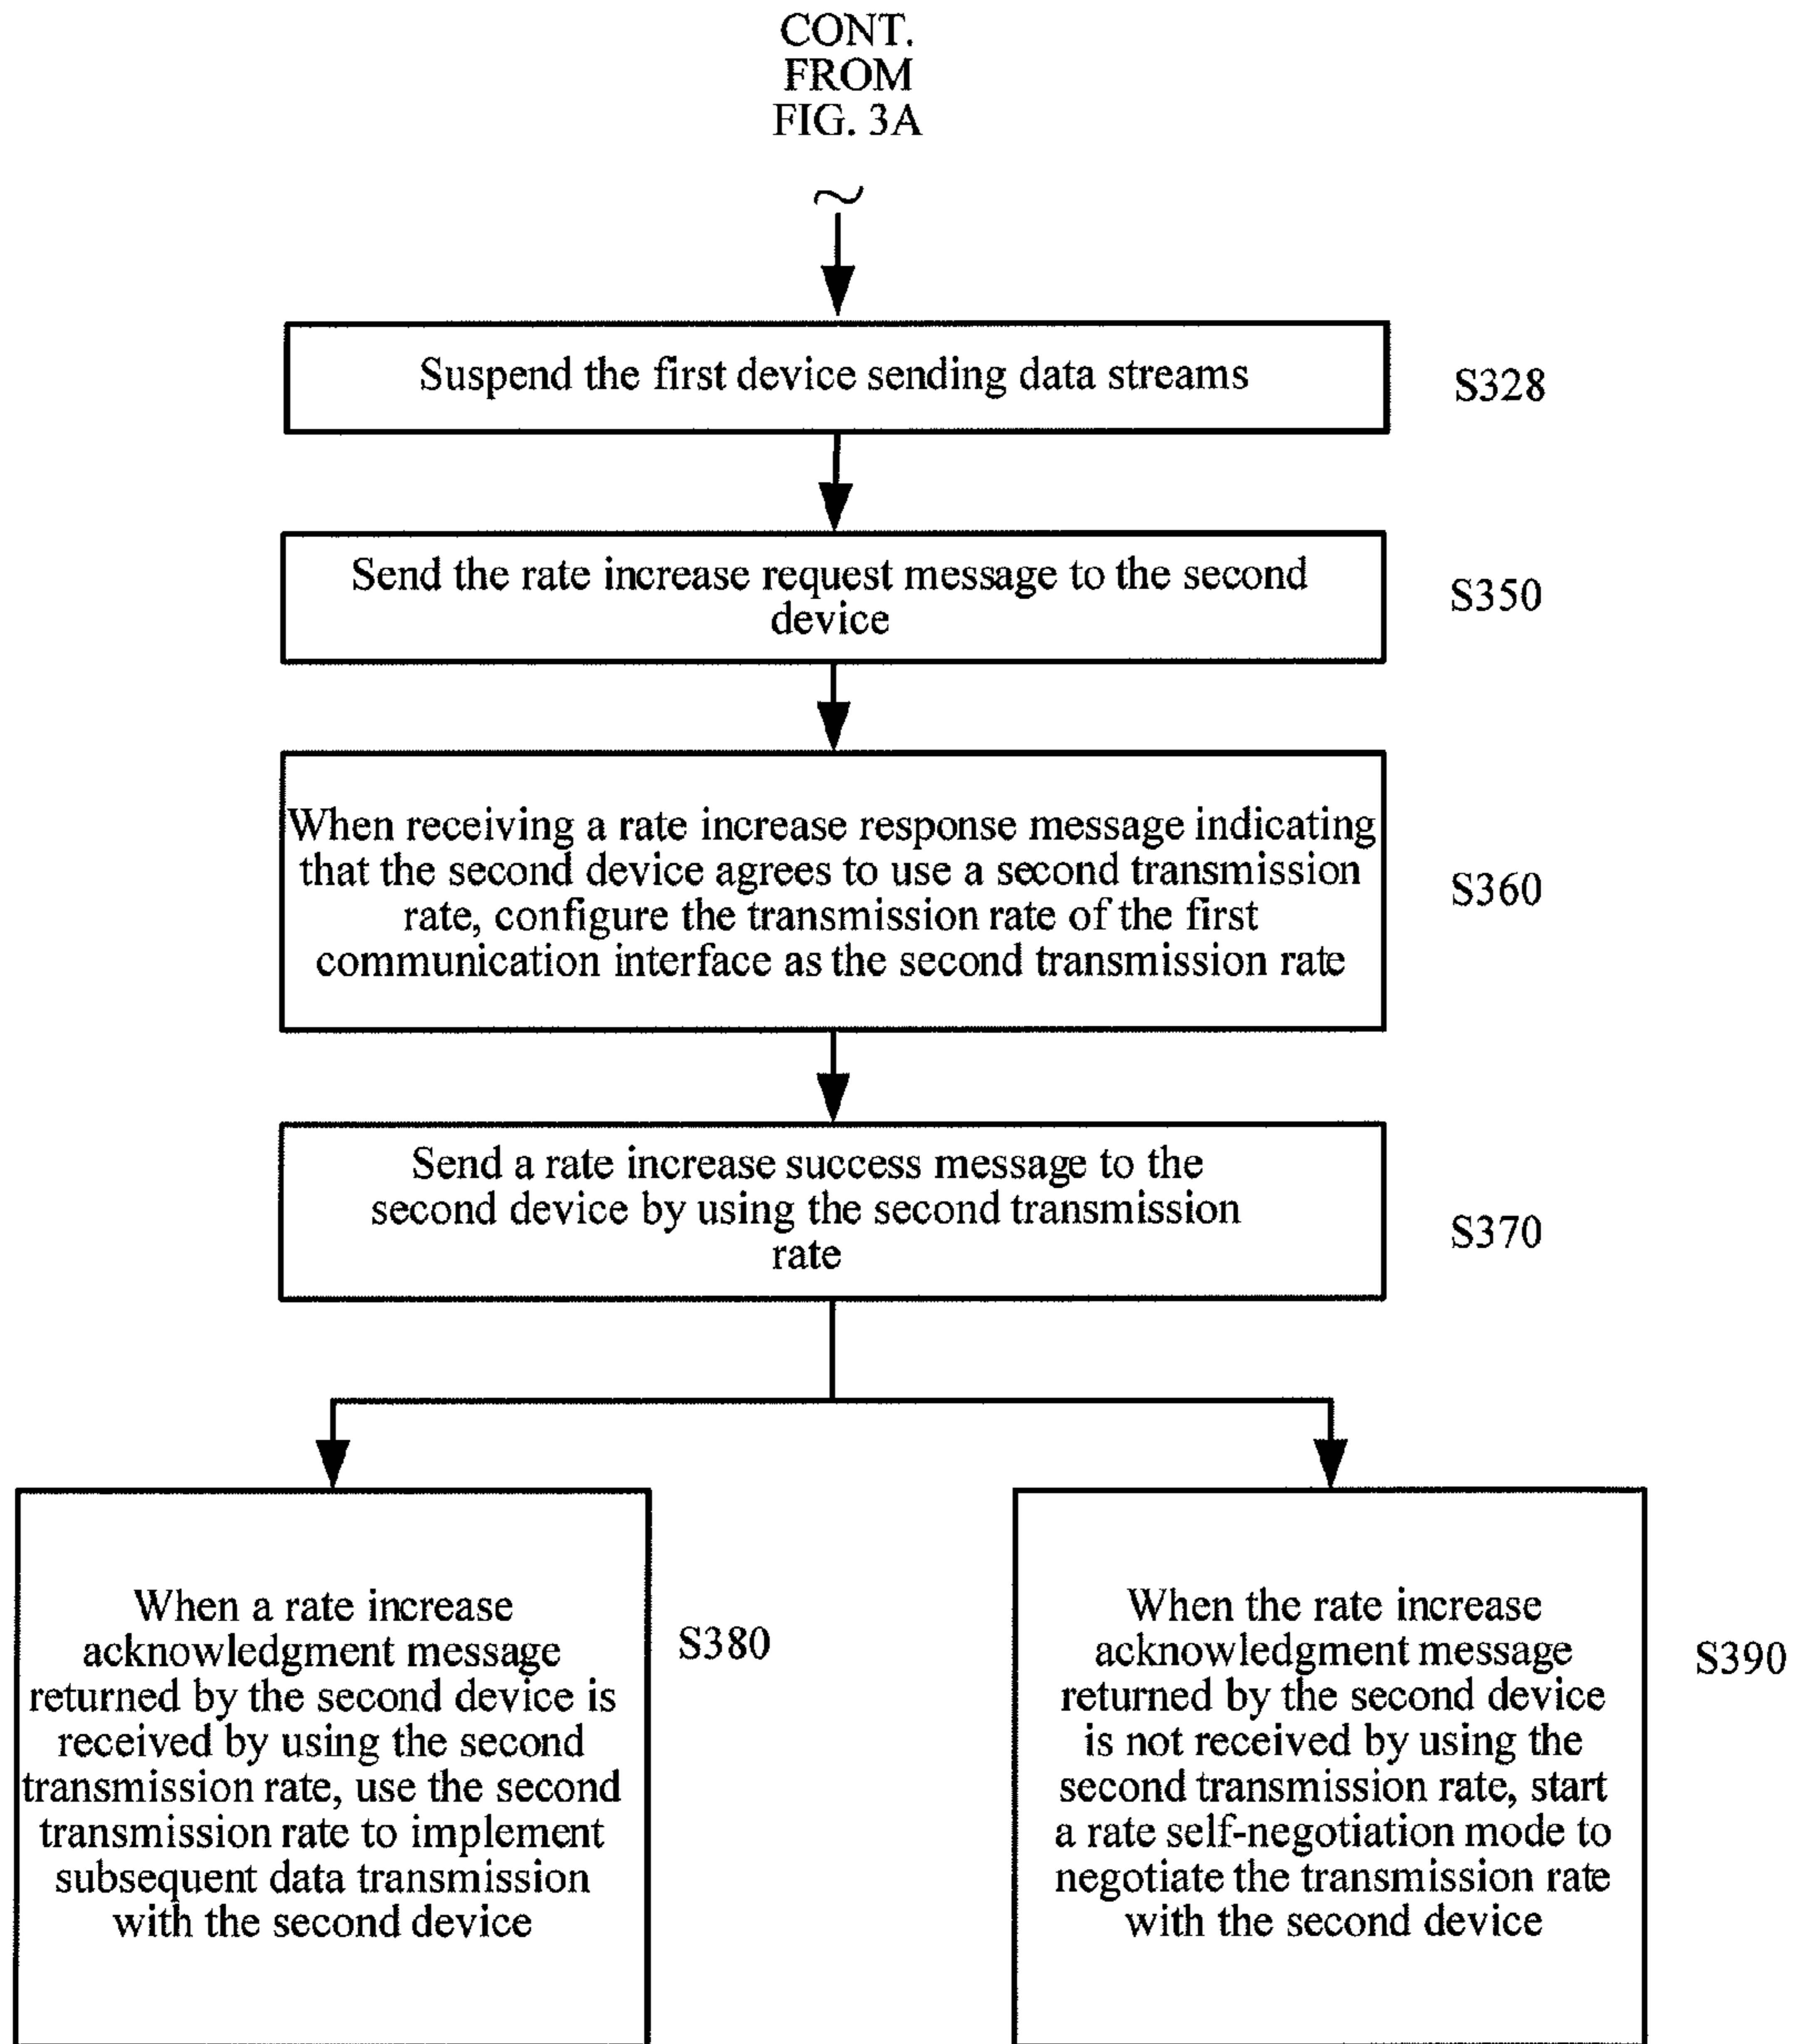 CONT.
FROM
FIG. 3A
Suspend the first device sending data streams
S328
Send the rate increase request message to the second
device
S350
When receiving a rate increase response message indicating
that the second device agrees to use a second transmission
rate, configure the transmission rate of the first
communication interface as the second transmission rate
S360
Send a rate increase success message to the
second device by using the second transmission
rate
S370
When a rate increase
acknowledgment message
returned by the second device is
received by using the second
transmission rate, use the second
transmission rate to implement
subsequent data transmission
with the second device
S380
When the rate increase
acknowledgment message
returned by the second device
is not received by using the
second transmission rate, start
a rate self-negotiation mode to
negotiate the transmission rate
with the second device
S390